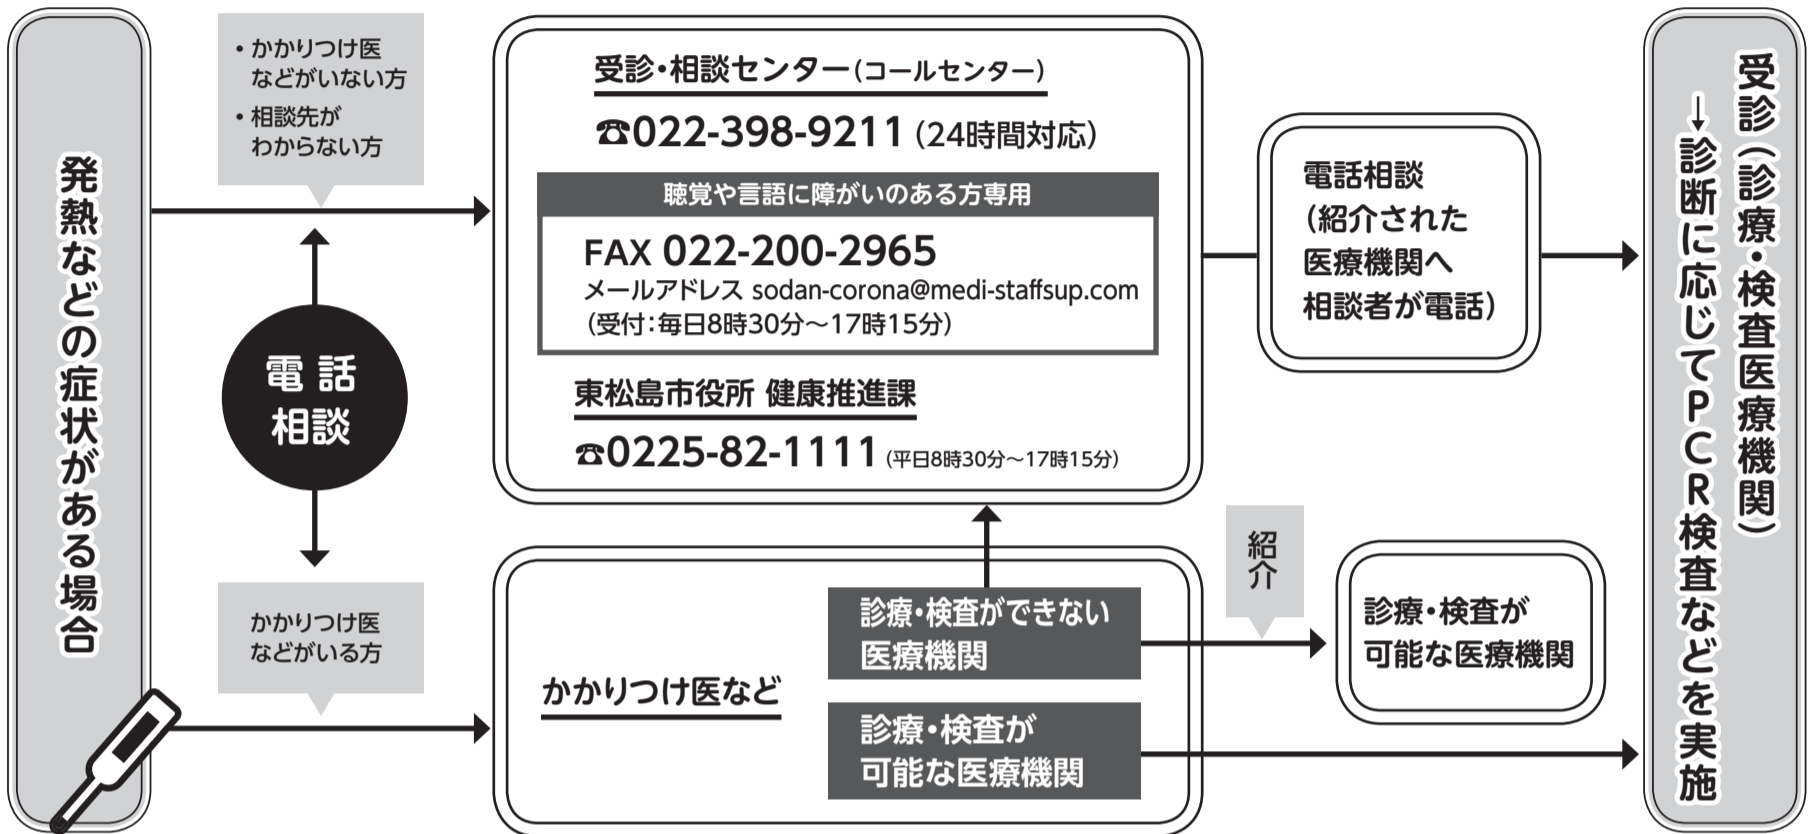 発熱などの症状がある場合
・かかりつけ医
などがいない方
・相談先が
わからない方
電話
相談
かかりつけ医
などがいる方
受診・相談センター(コールセンター)
☎022-398-9211(24時間対応)
聴覚や言語に障がいのある方専用
FAX 022-200-2965
メールアドレス sodan-corona@medi-staffsup.com
(受付:毎日8時30分～17時15分)
東松島市役所 健康推進課
☎0225-82-1111(平日8時30分～17時15分)
電話相談
(紹介された
医療機関へ
相談者が電話)
かかりつけ医など
診療・検査ができない
医療機関
診療・検査が
可能な医療機関
紹介
診療・検査が
可能な医療機関
受診(診療・検査医療機関)
→診断に応じてPCR検査などを実施